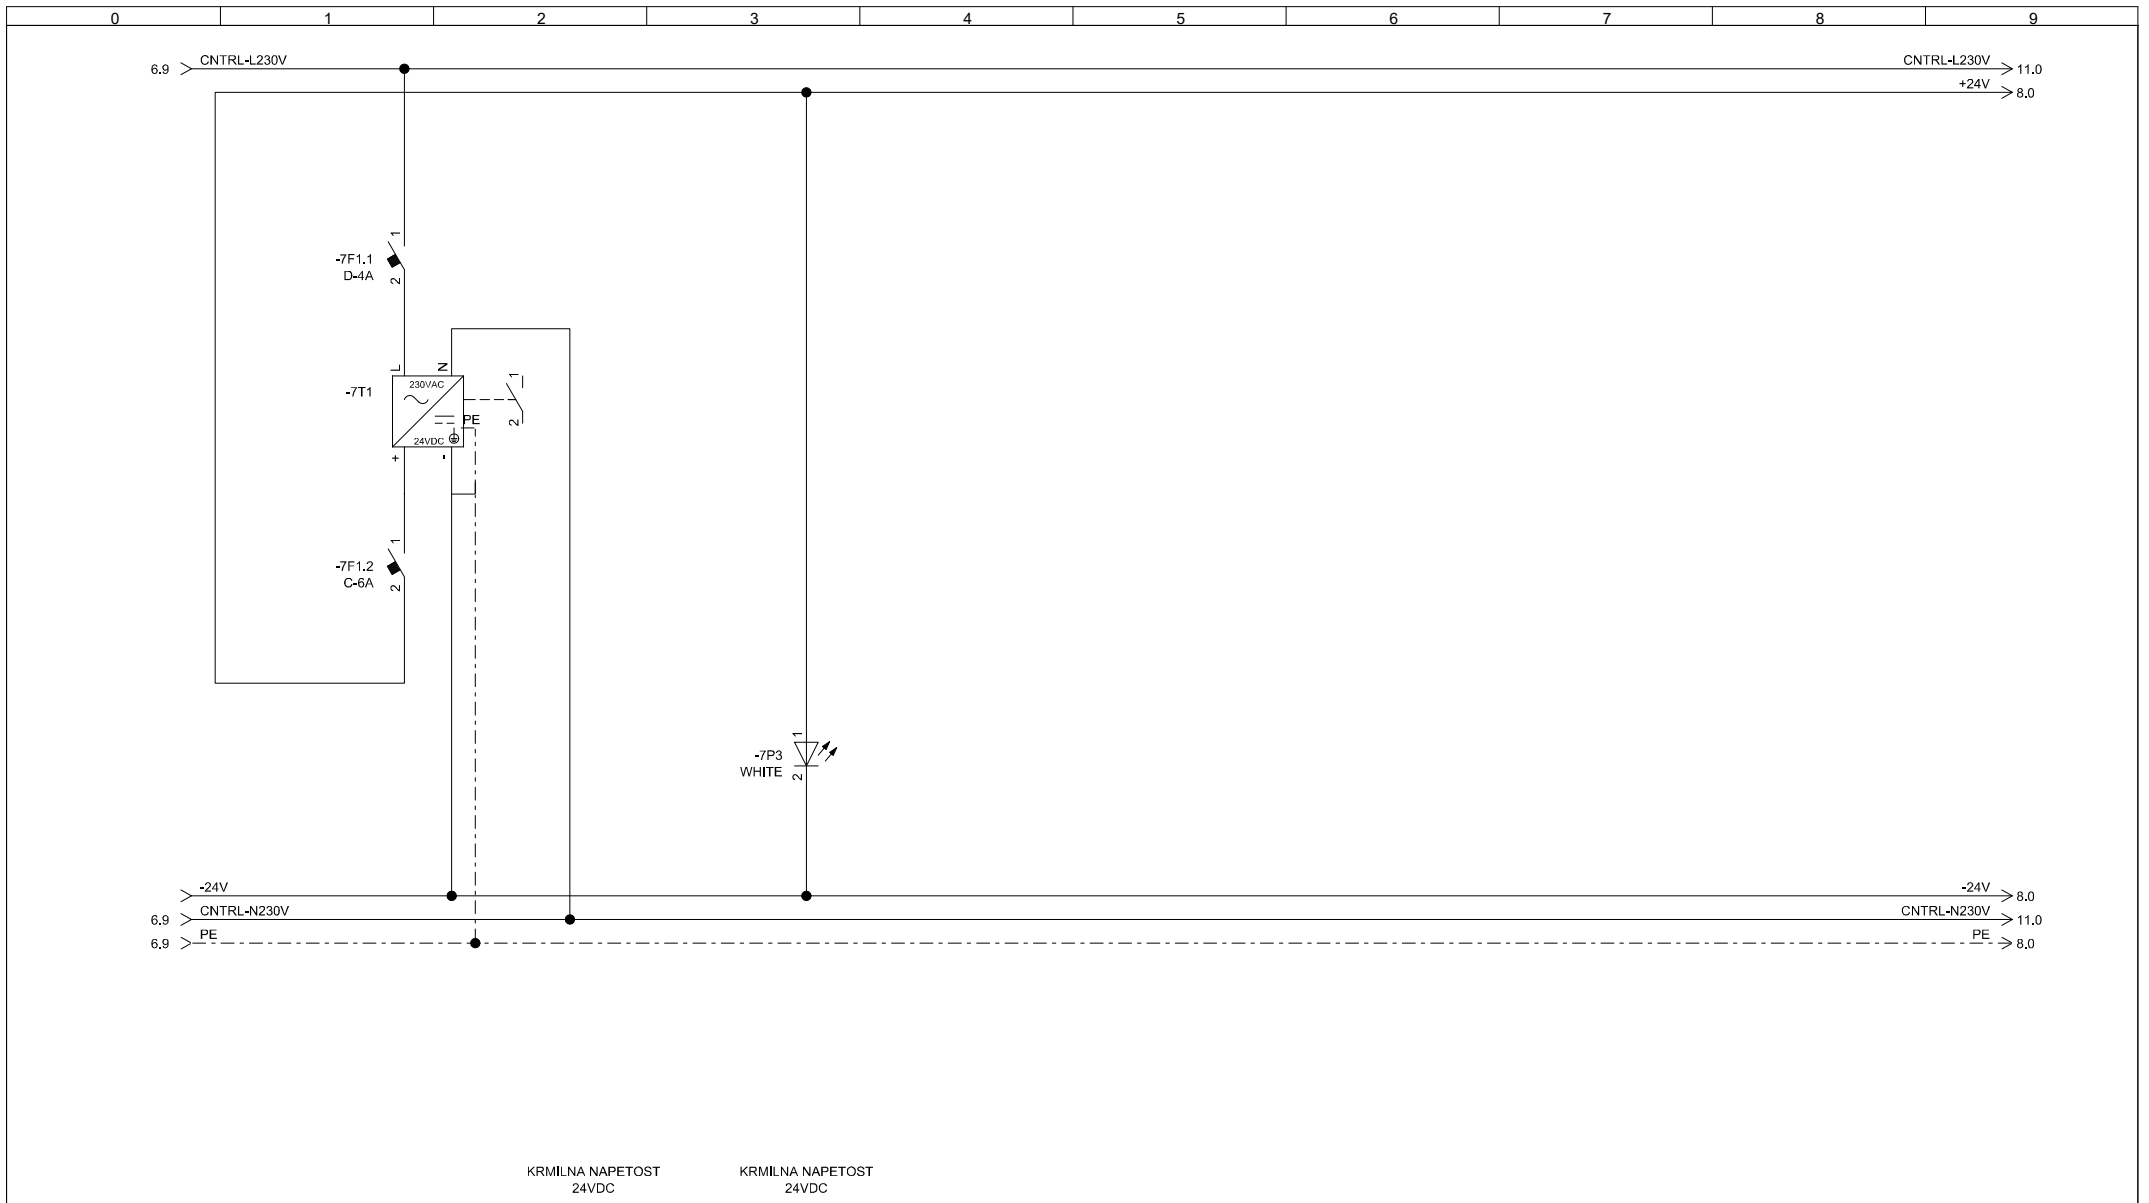 0 1 2 3 4 5 6 7 8 9
6.9 CNTRL-L230V CNTRL-L230V 11.0
+24V 8.0
1
-7F1.1
D-4A 2
L N
-7T1 230VAC 1
PE 2
24VDC
+ -
1
-7F1.2
C-6A 2
1
-7P3
WHITE 2
-24V -24V 8.0
6.9 CNTRL-N230V CNTRL-N230V 11.0
6.9 PE PE 8.0
KRMILNA NAPETOST KRMILNA NAPETOST
24VDC 24VDC